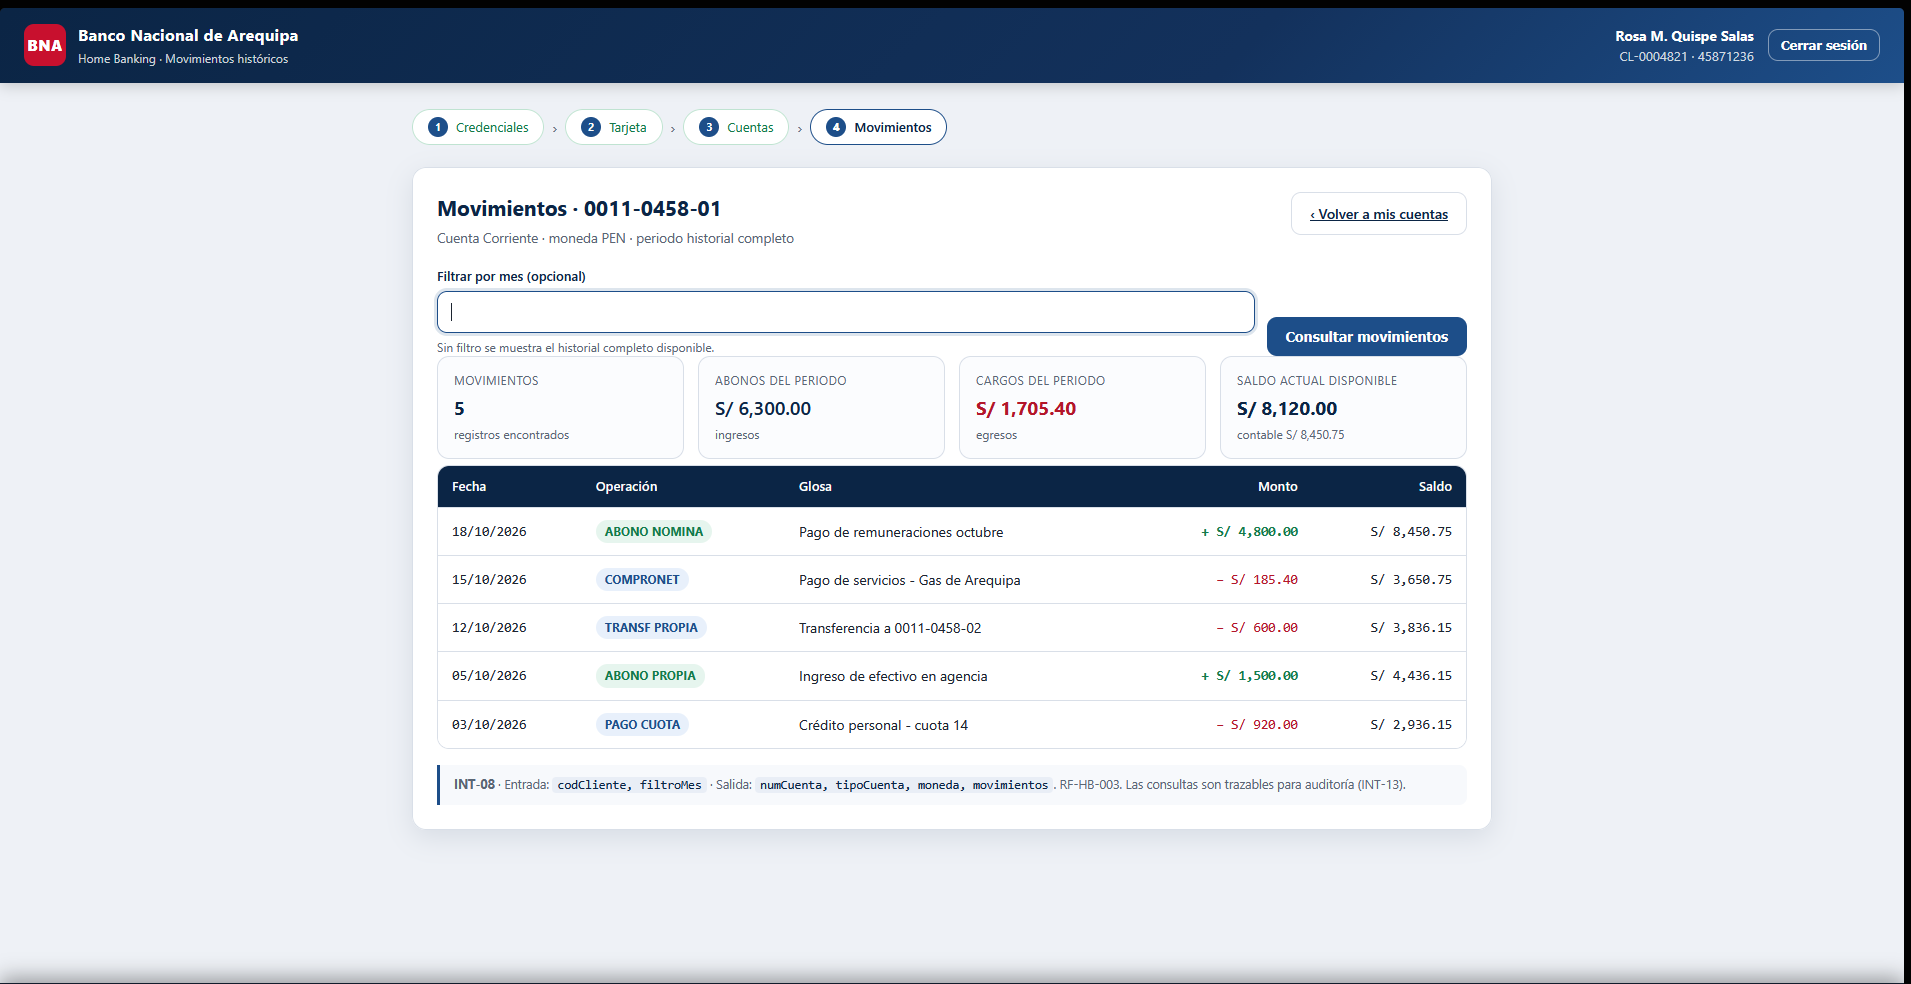 BNA
Banco Nacional de Arequipa
Home Banking · Movimientos históricos
Rosa M. Quispe Salas
CL-0004821 · 45871236
Cerrar sesión
1 Credenciales › 2 Tarjeta › 3 Cuentas › 4 Movimientos
Movimientos · 0011-0458-01
‹ Volver a mis cuentas
Cuenta Corriente · moneda PEN · periodo historial completo
Filtrar por mes (opcional)
Consultar movimientos
Sin filtro se muestra el historial completo disponible.
MOVIMIENTOS
5
registros encontrados
ABONOS DEL PERIODO
S/ 6,300.00
ingresos
CARGOS DEL PERIODO
S/ 1,705.40
egresos
SALDO ACTUAL DISPONIBLE
S/ 8,120.00
contable S/ 8,450.75
Fecha Operación Glosa Monto Saldo
18/10/2026 ABONO NOMINA Pago de remuneraciones octubre + S/ 4,800.00 S/ 8,450.75
15/10/2026 COMPRONET Pago de servicios - Gas de Arequipa − S/ 185.40 S/ 3,650.75
12/10/2026 TRANSF PROPIA Transferencia a 0011-0458-02 − S/ 600.00 S/ 3,836.15
05/10/2026 ABONO PROPIA Ingreso de efectivo en agencia + S/ 1,500.00 S/ 4,436.15
03/10/2026 PAGO CUOTA Crédito personal - cuota 14 − S/ 920.00 S/ 2,936.15
INT-08 · Entrada: codCliente, filtroMes · Salida: numCuenta, tipoCuenta, moneda, movimientos . RF-HB-003. Las consultas son trazables para auditoría (INT-13).